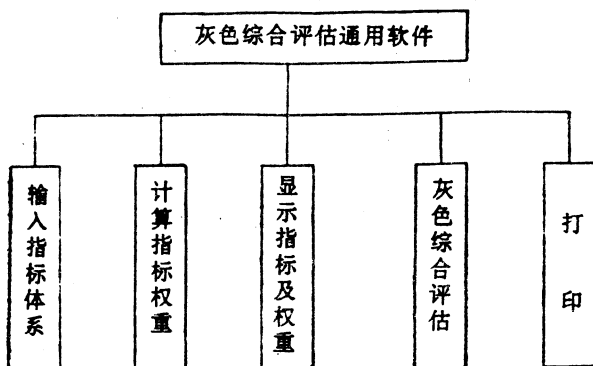 灰色综合评估通用软件
输入指标体系
计算指标权重
显示指标及权重
灰色综合评估
打印